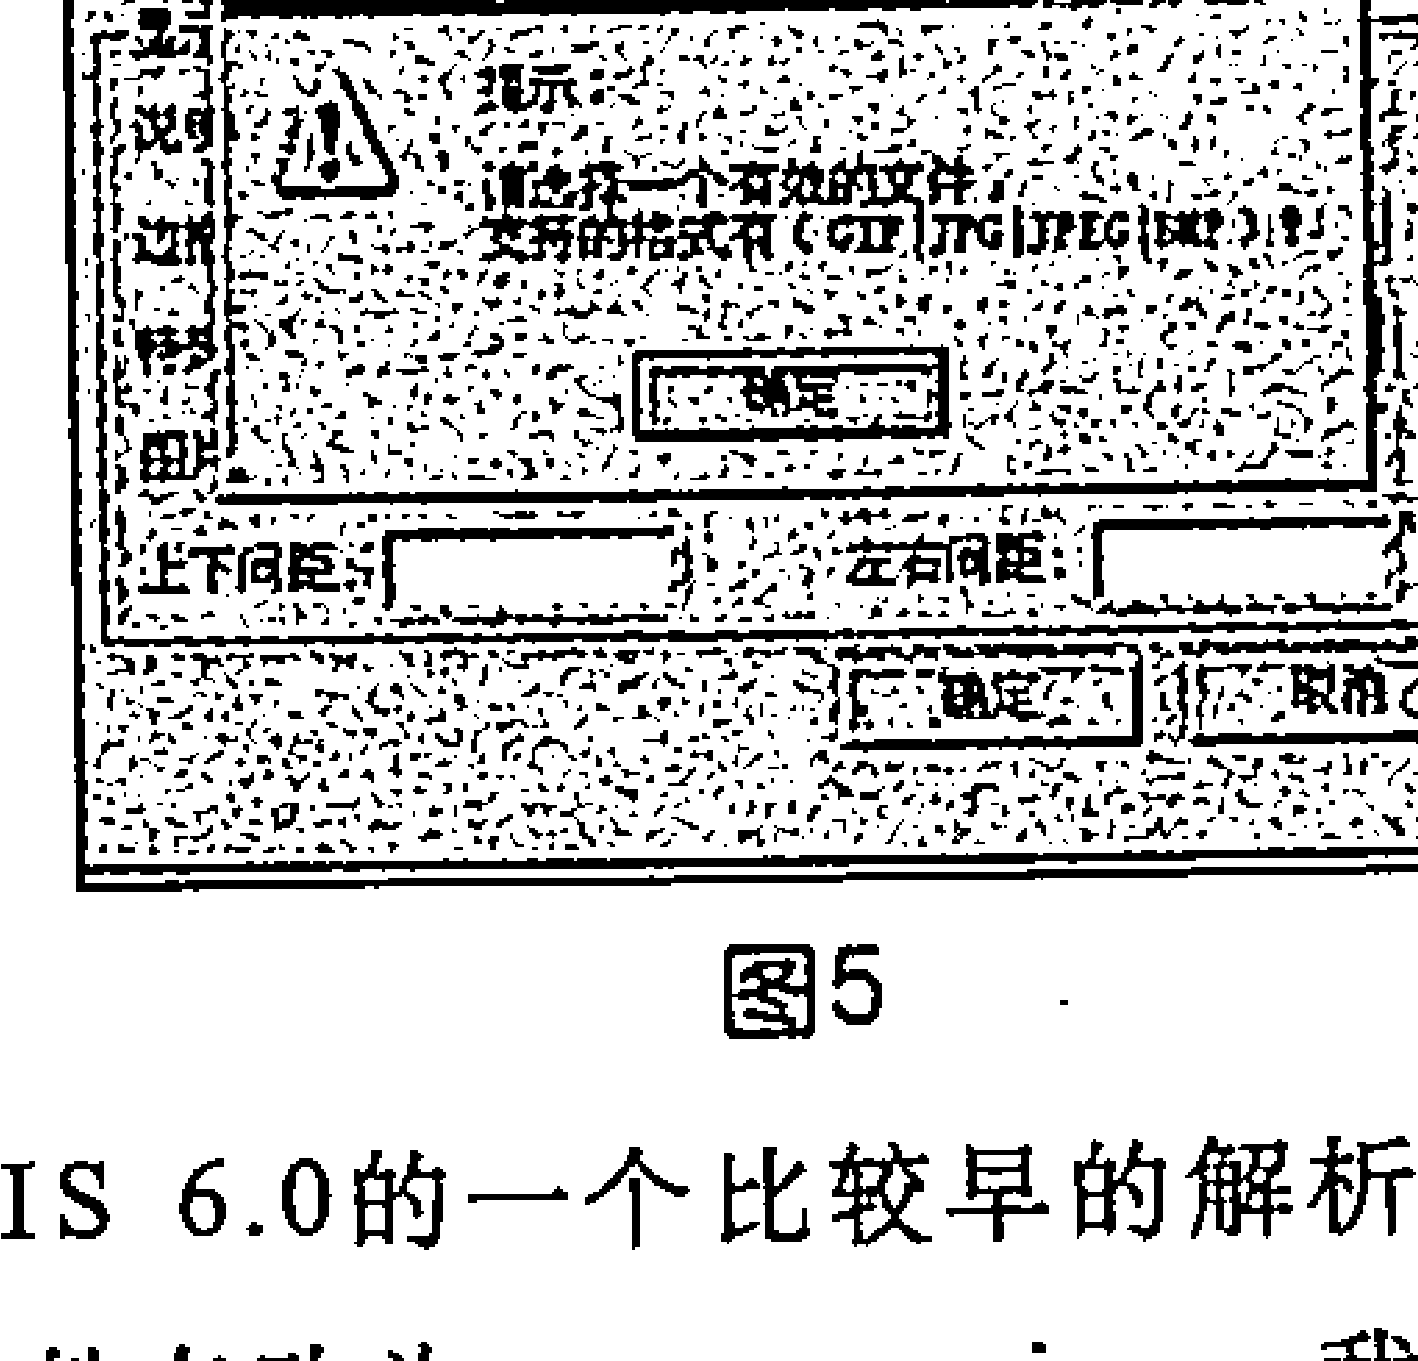 提示:
请选择一个有效的文件,
支持的格式有(GIF|JPG|JPEG|BMP)!
确定
上下间距: 左右间距:
确定 取消
图5
IS 6.0的一个比较早的解析